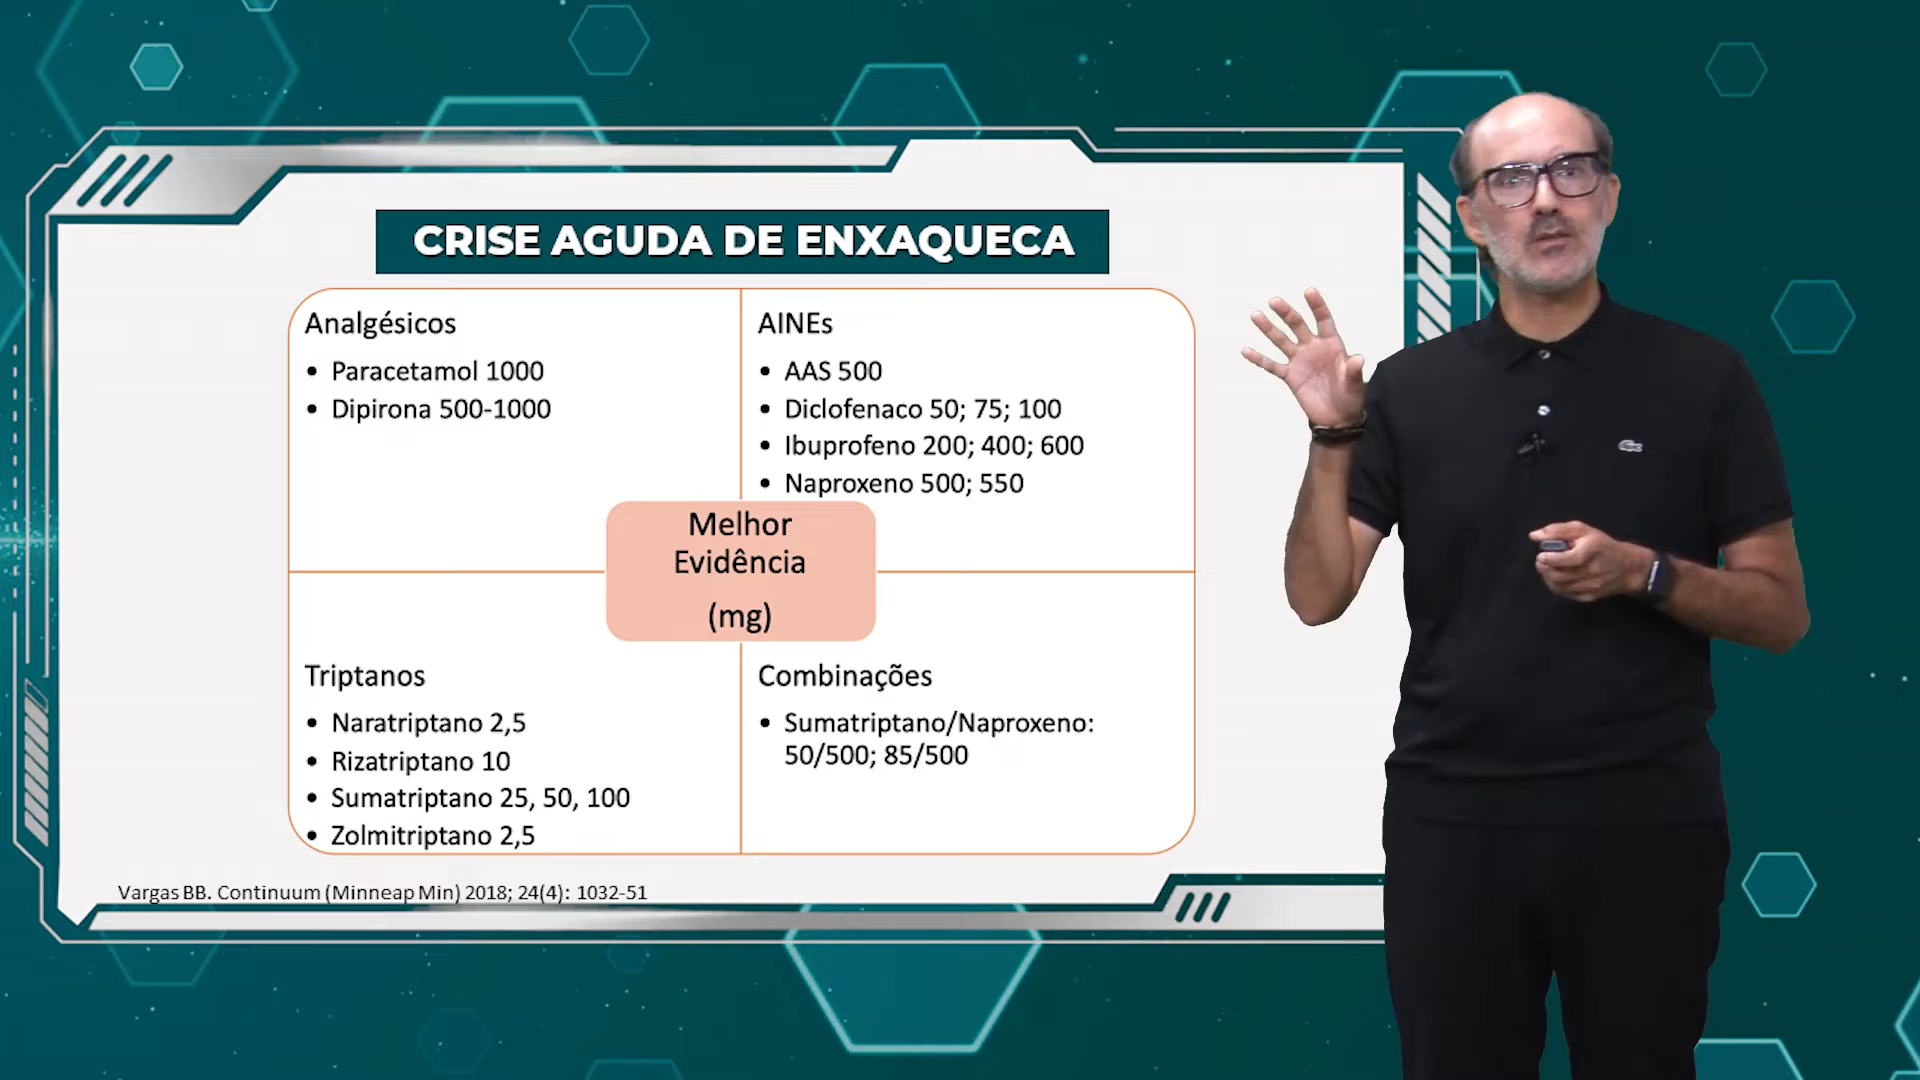 CRISE AGUDA DE ENXAQUECA
Analgésicos
• Paracetamol 1000
• Dipirona 500-1000
AINEs
• AAS 500
• Diclofenaco 50; 75; 100
• Ibuprofeno 200; 400; 600
• Naproxeno 500; 550
Melhor
Evidência
(mg)
Triptanos
• Naratriptano 2,5
• Rizatriptano 10
• Sumatriptano 25, 50, 100
• Zolmitriptano 2,5
Combinações
• Sumatriptano/Naproxeno:
50/500; 85/500
Vargas BB. Continuum (Minneap Min) 2018; 24(4): 1032-51